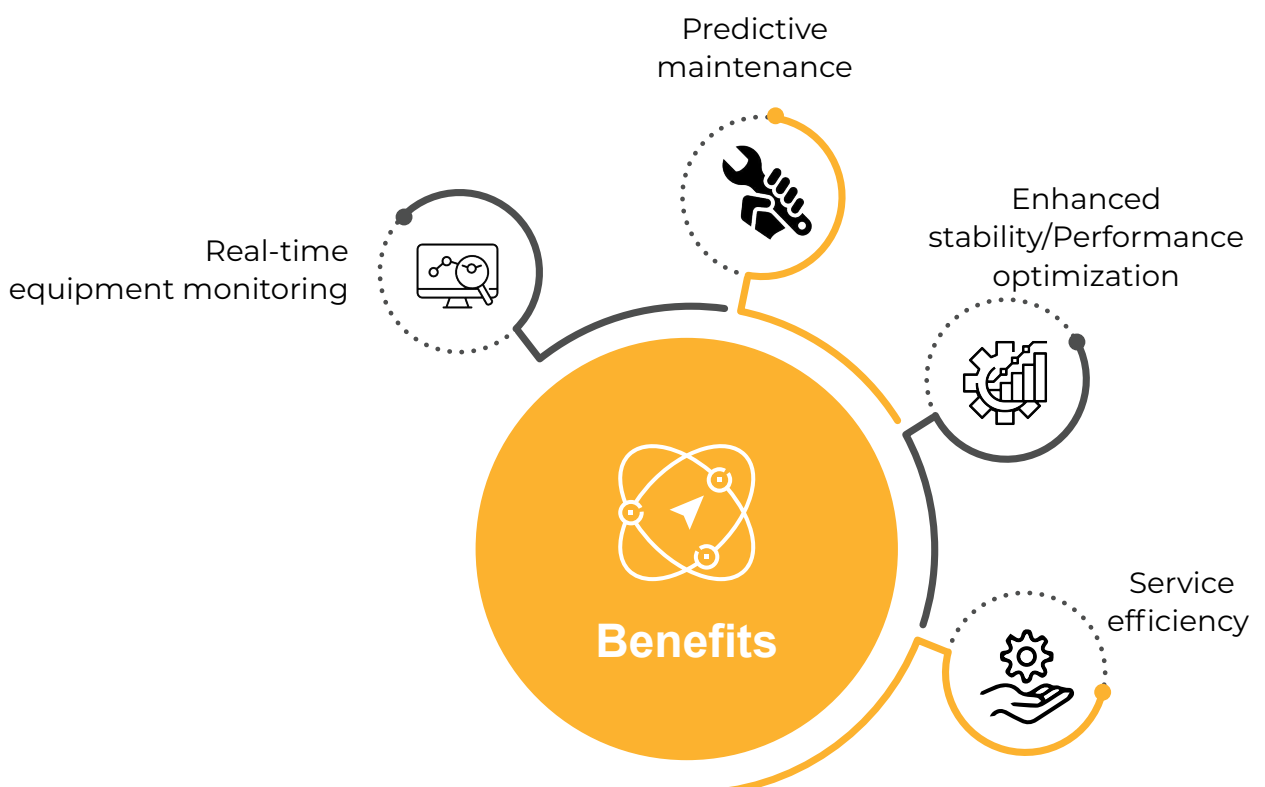 Predictive
maintenance
Real-time
equipment monitoring
Enhanced
stability/Performance
optimization
Service
efficiency
Benefits